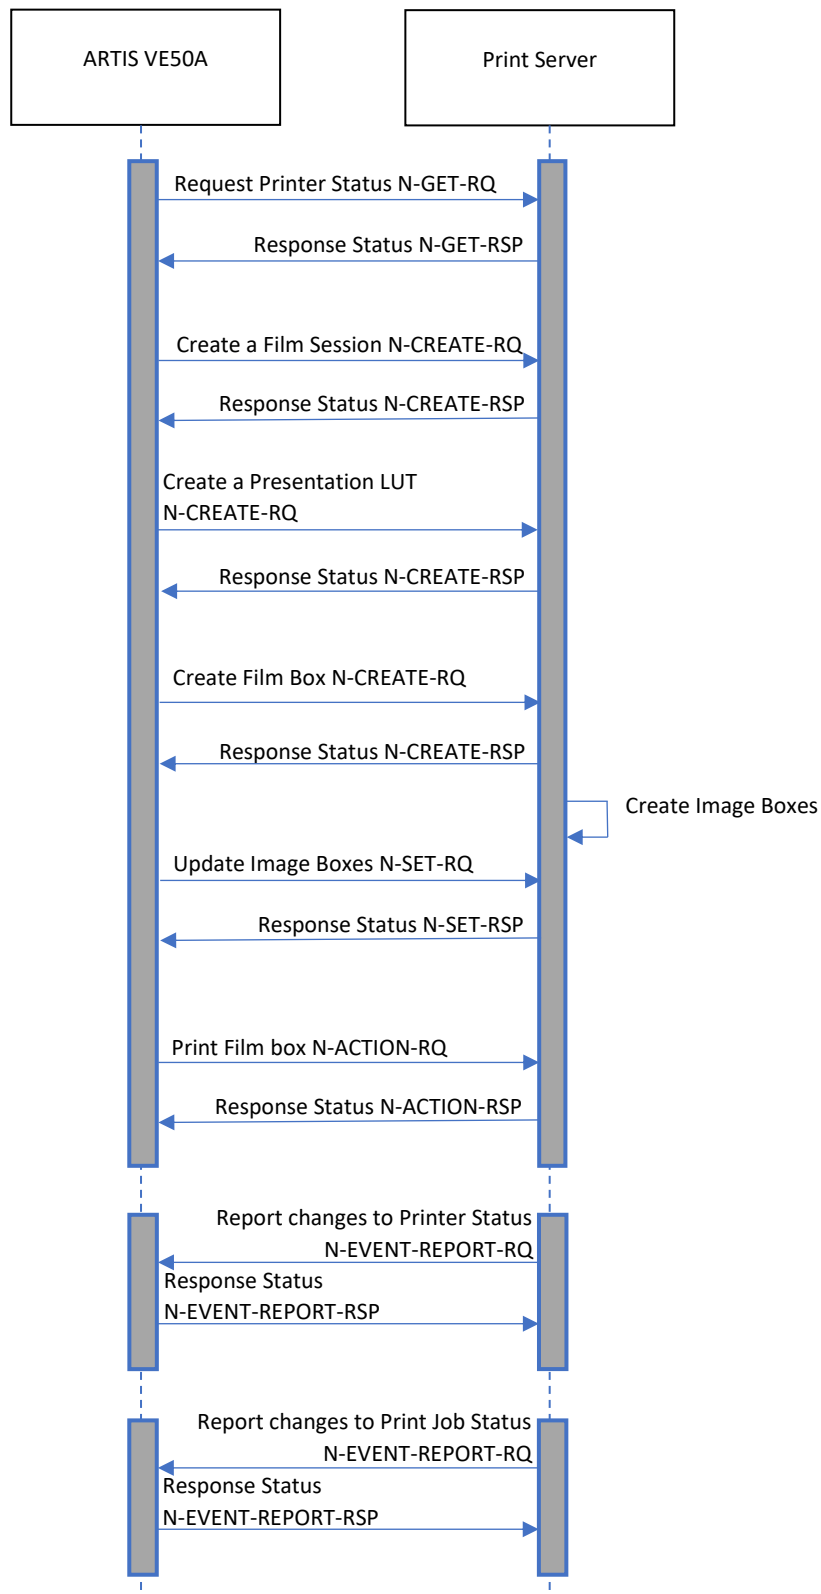 ARTIS VE50A
Print Server
Request Printer Status N-GET-RQ
Response Status N-GET-RSP
Create a Film Session N-CREATE-RQ
Response Status N-CREATE-RSP
Create a Presentation LUT
N-CREATE-RQ
Response Status N-CREATE-RSP
Create Film Box N-CREATE-RQ
Response Status N-CREATE-RSP
Create Image Boxes
Update Image Boxes N-SET-RQ
Response Status N-SET-RSP
Print Film box N-ACTION-RQ
Response Status N-ACTION-RSP
Report changes to Printer Status
N-EVENT-REPORT-RQ
Response Status
N-EVENT-REPORT-RSP
Report changes to Print Job Status
N-EVENT-REPORT-RQ
Response Status
N-EVENT-REPORT-RSP